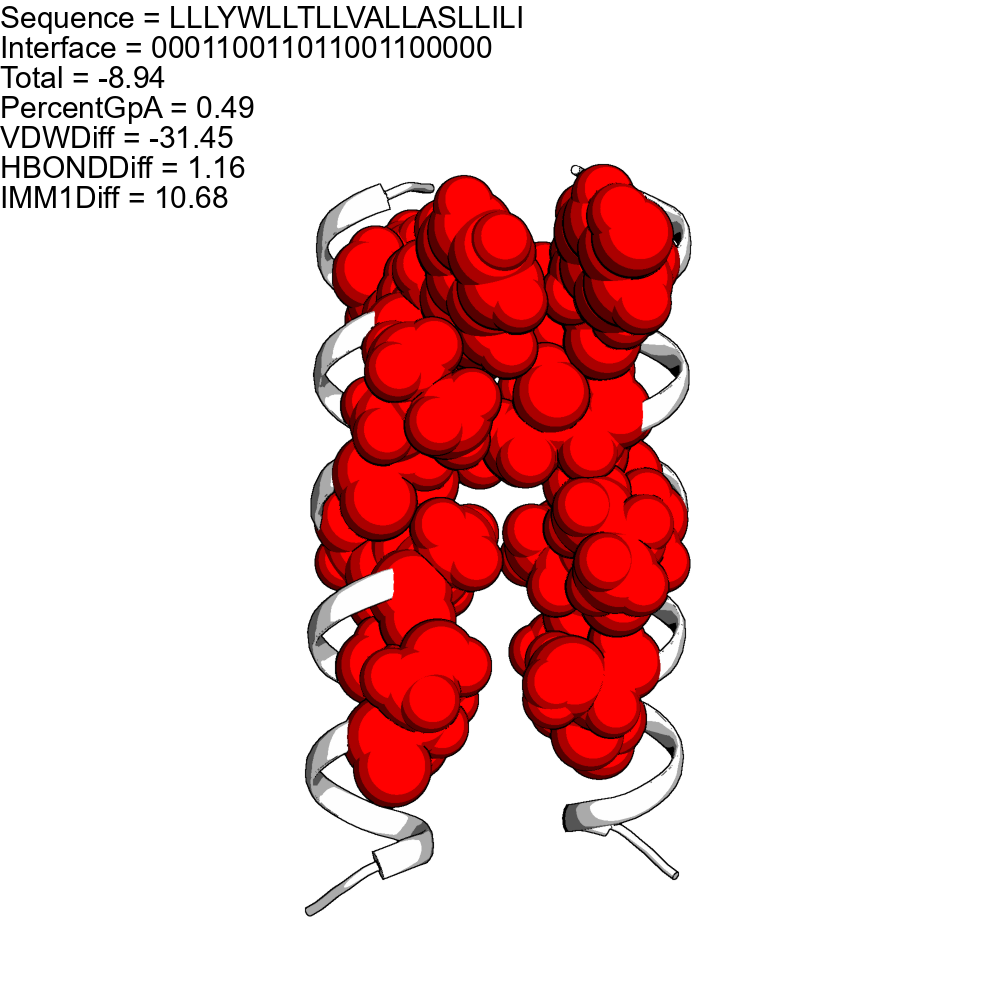 Sequence = LLLYWLLTLLVALLASLLILI
Interface = 000110011011001100000
Total = -8.94
PercentGpA = 0.49
VDWDiff = -31.45
HBONDDiff = 1.16
IMM1Diff = 10.68